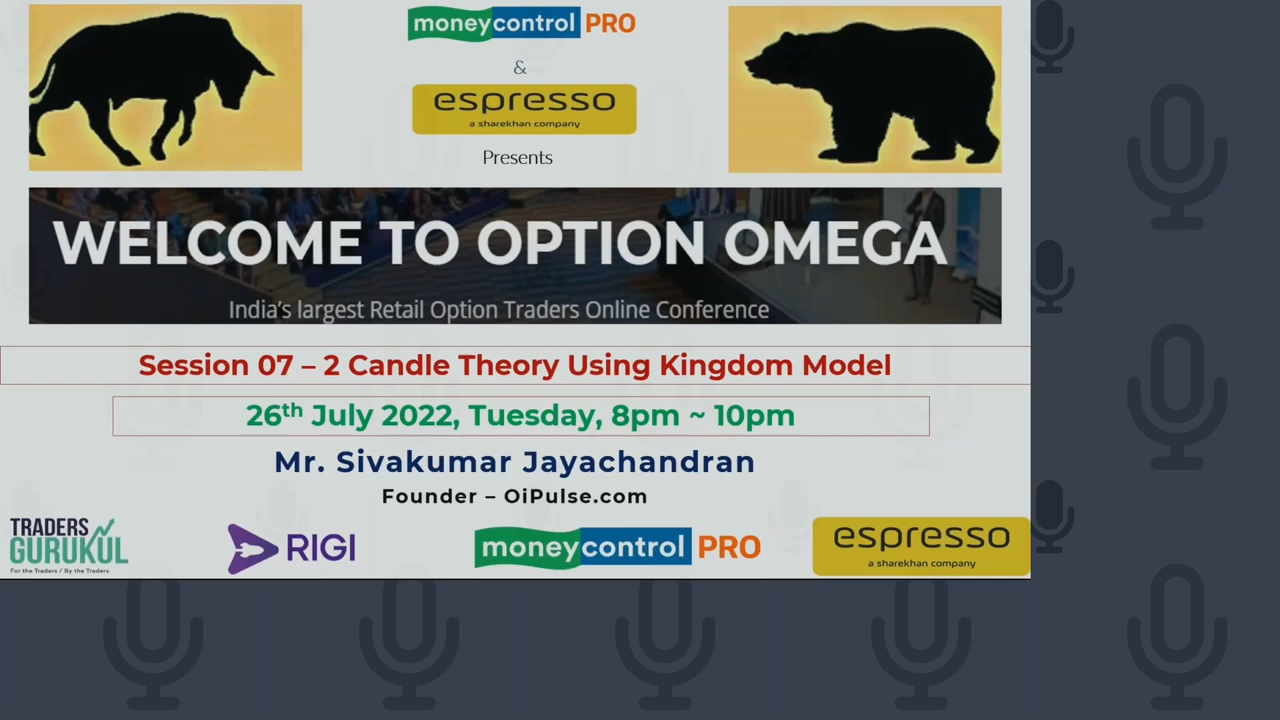 moneycontrol PRO
&
espresso
a sharekhan company
Presents
WELCOME TO OPTION OMEGA
India's largest Retail Option Traders Online Conference
Session 07 – 2 Candle Theory Using Kingdom Model
26th July 2022, Tuesday, 8pm ~ 10pm
Mr. Sivakumar Jayachandran
Founder – OiPulse.com
TRADERS
GURUKUL
For the Traders / By the Traders
RIGI
moneycontrol PRO
espresso
a sharekhan company